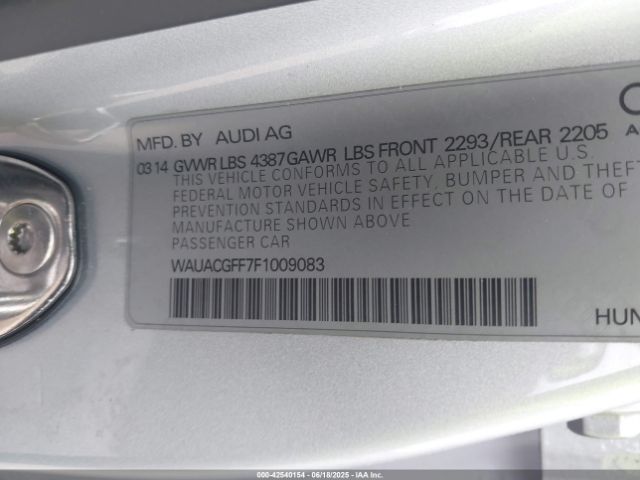 MFD. BY AUDI AG
03 14 GVWR LBS 4387 GAWR LBS FRONT 2293/REAR 2205
THIS VEHICLE CONFORMS TO ALL APPLICABLE U.S.
FEDERAL MOTOR VEHICLE SAFETY, BUMPER AND THEFT
PREVENTION STANDARDS IN EFFECT ON THE DATE OF
MANUFACTURE SHOWN ABOVE
PASSENGER CAR
WAUACGFF7F1009083
HUN
000-42540154 - 06/18/2025 - IAA Inc.